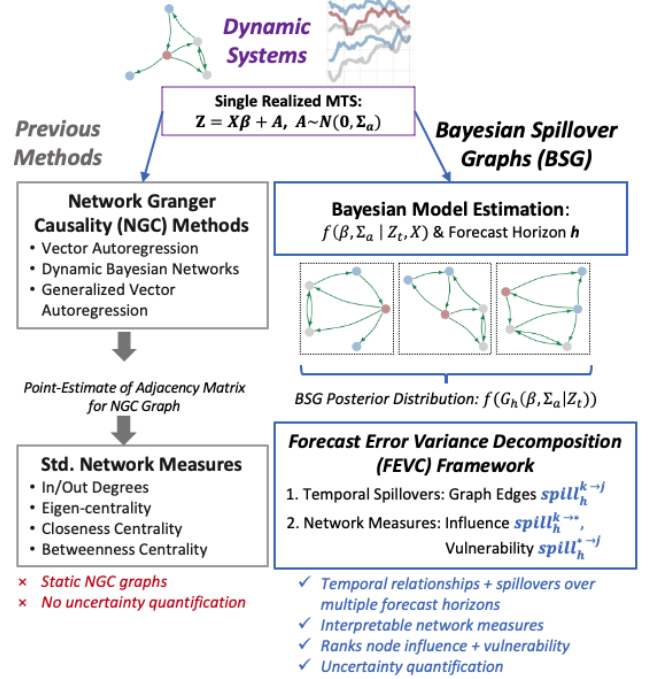 Dynamic
Systems
Single Realized MTS:
Z = Xβ + A, A~N(0, Σₐ)
Previous
Methods
Bayesian Spillover
Graphs (BSG)
Network Granger
Causality (NGC) Methods
• Vector Autoregression
• Dynamic Bayesian Networks
• Generalized Vector
Autoregression
Point-Estimate of Adjacency Matrix
for NGC Graph
Std. Network Measures
• In/Out Degrees
• Eigen-centrality
• Closeness Centrality
• Betweenness Centrality
× Static NGC graphs
× No uncertainty quantification
Bayesian Model Estimation:
f(β, Σₐ | Zₜ, X) & Forecast Horizon h
BSG Posterior Distribution: f(Gₕ(β, Σₐ|Zₜ))
Forecast Error Variance Decomposition
(FEVC) Framework
1. Temporal Spillovers: Graph Edges spillₕᵏ→ʲ
2. Network Measures: Influence spillₕᵏ→*,
Vulnerability spillₕ*→ʲ
✓ Temporal relationships + spillovers over
multiple forecast horizons
✓ Interpretable network measures
✓ Ranks node influence + vulnerability
✓ Uncertainty quantification